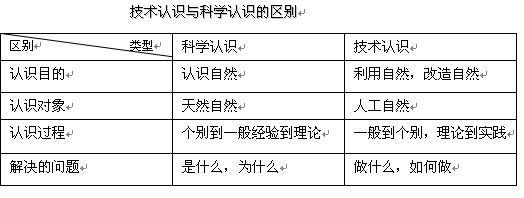 技术认识与科学认识的区别
区别 类型 科学认识 技术认识
认识目的 认识自然 利用自然，改造自然
认识对象 天然自然 人工自然
认识过程 个别到一般经验到理论 一般到个别，理论到实践
解决的问题 是什么，为什么 做什么，如何做